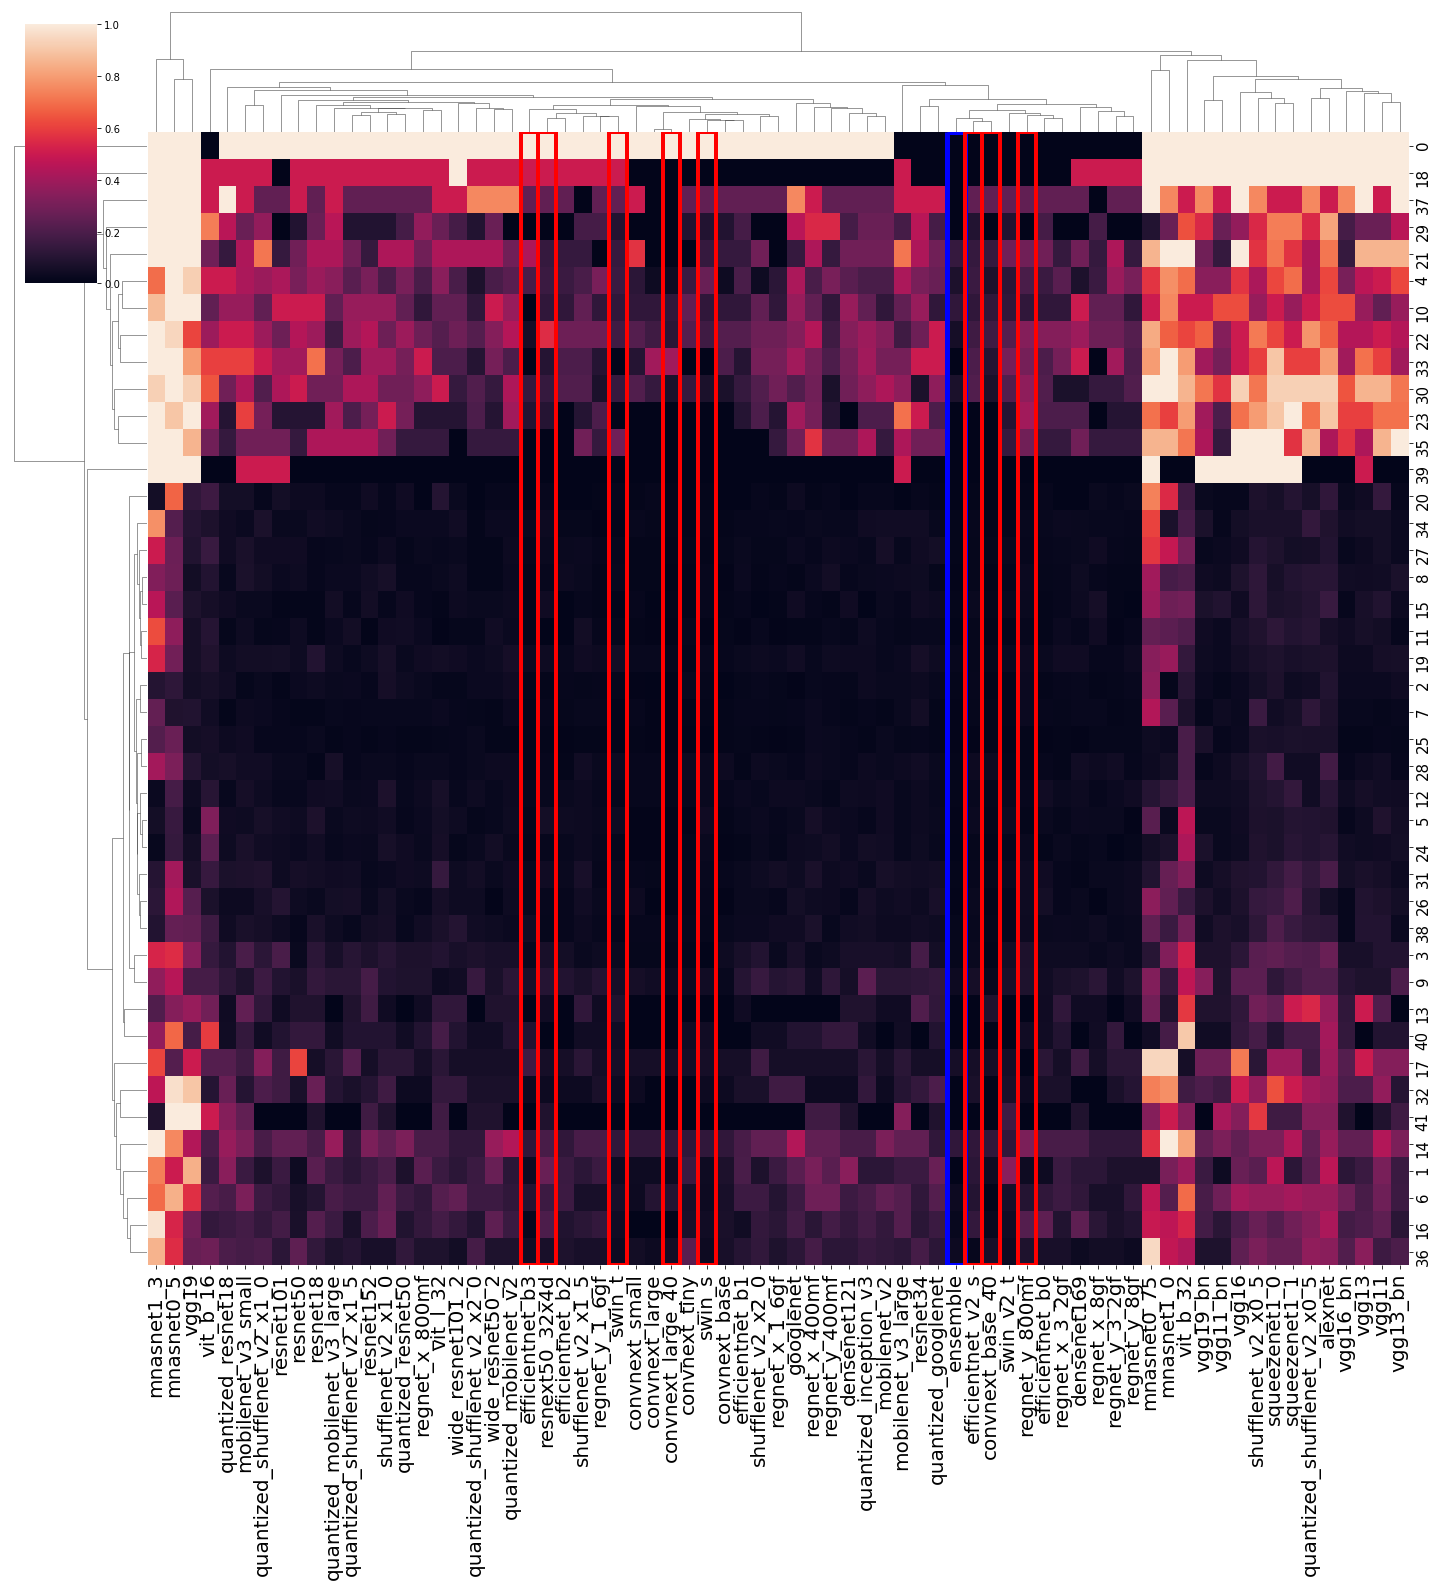 1.0
0.8
0.6
0.4
0.2
0.0
0
18
37
29
21
4
10
22
33
30
23
35
39
20
34
27
8
15
11
19
2
7
25
28
12
5
24
31
26
38
3
9
13
40
17
32
41
14
1
6
16
36
mnasnet1_3
mnasnet0_5
vgg19
vit_b_16
quantized_resnet18
mobilenet_v3_small
quantized_shufflenet_v2_x1_0
resnet101
resnet50
resnet18
quantized_mobilenet_v3_large
quantized_shufflenet_v2_x1_5
resnet152
shufflenet_v2_x1_0
quantized_resnet50
regnet_x_800mf
vit_l_32
wide_resnet101_2
quantized_shufflenet_v2_x2_0
wide_resnet50_2
quantized_mobilenet_v2
efficientnet_b3
resnext50_32x4d
efficientnet_b2
shufflenet_v2_x1_5
regnet_y_1_6gf
swin_t
convnext_small
convnext_large
convnext_large_40
convnext_tiny
swin_s
convnext_base
efficientnet_b1
shufflenet_v2_x2_0
regnet_x_1_6gf
googlenet
regnet_x_400mf
regnet_y_400mf
densenet121
quantized_inception_v3
mobilenet_v2
mobilenet_v3_large
resnet34
quantized_googlenet
ensemble
efficientnet_v2_s
convnext_base_40
swin_v2_t
regnet_y_800mf
efficientnet_b0
regnet_x_3_2gf
densenet169
regnet_x_8gf
regnet_y_3_2gf
regnet_y_8gf
mnasnet0_75
mnasnet1_0
vit_b_32
vgg19_bn
vgg11_bn
vgg16
shufflenet_v2_x0_5
squeezenet1_0
squeezenet1_1
quantized_shufflenet_v2_x0_5
alexnet
vgg16_bn
vgg13
vgg11
vgg13_bn